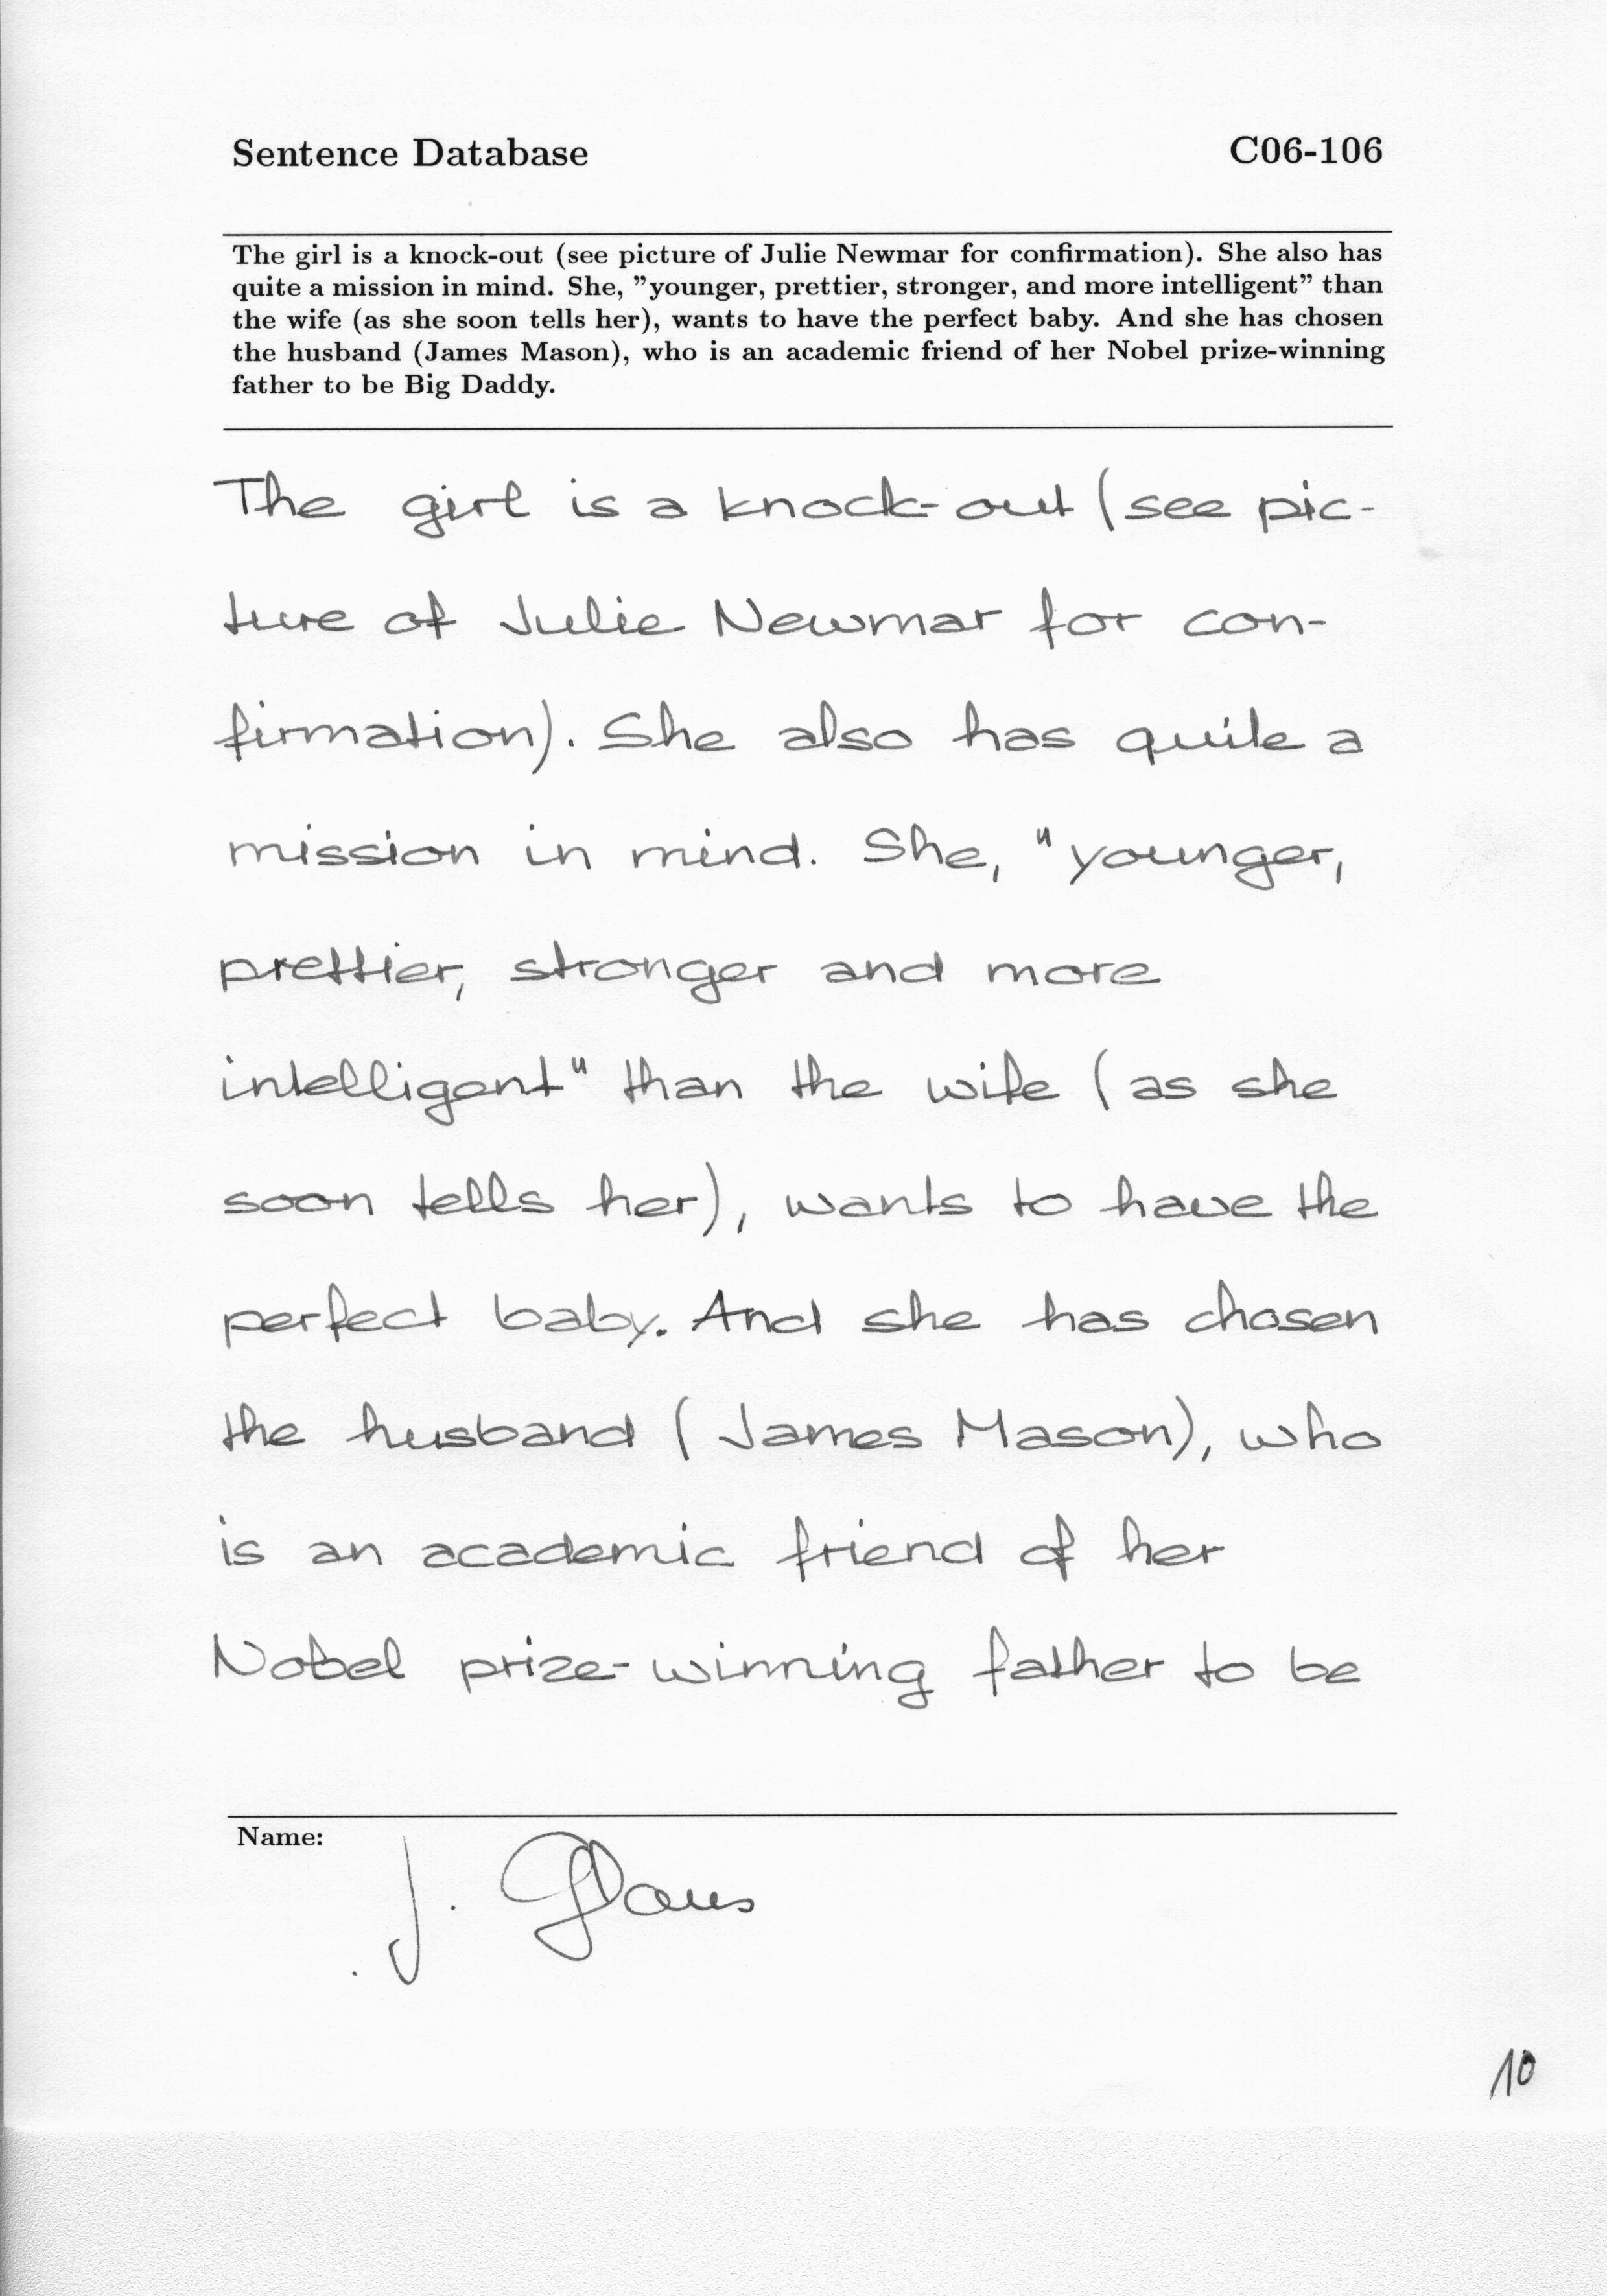 Sentence Database C06-106
The girl is a knock-out (see picture of Julie Newmar for confirmation). She also has
quite a mission in mind. She, ”younger, prettier, stronger, and more intelligent” than
the wife (as she soon tells her), wants to have the perfect baby. And she has chosen
the husband (James Mason), who is an academic friend of her Nobel prize-winning
father to be Big Daddy.
The girl is a knock-out (see pic-
ture of Julie Newmar for con-
firmation). She also has quite a
mission in mind. She, "younger,
prettier, stronger and more
intelligent" than the wife (as she
soon tells her), wants to have the
perfect baby. And she has chosen
the husband (James Mason), who
is an academic friend of her
Nobel prize-winning father to be
Name:
J. Glaus
10